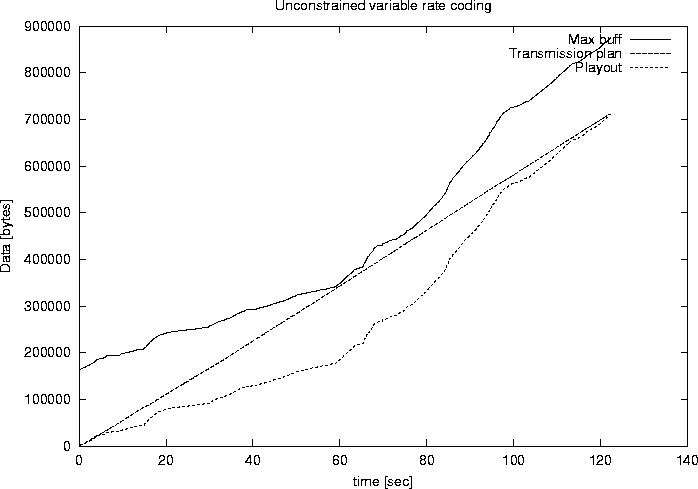 Unconstrained variable rate coding
900000
800000
700000
600000
500000
400000
300000
200000
100000
0
Data [bytes]
Max buff
Transmission plan
Playout
0 20 40 60 80 100 120 140
time [sec]